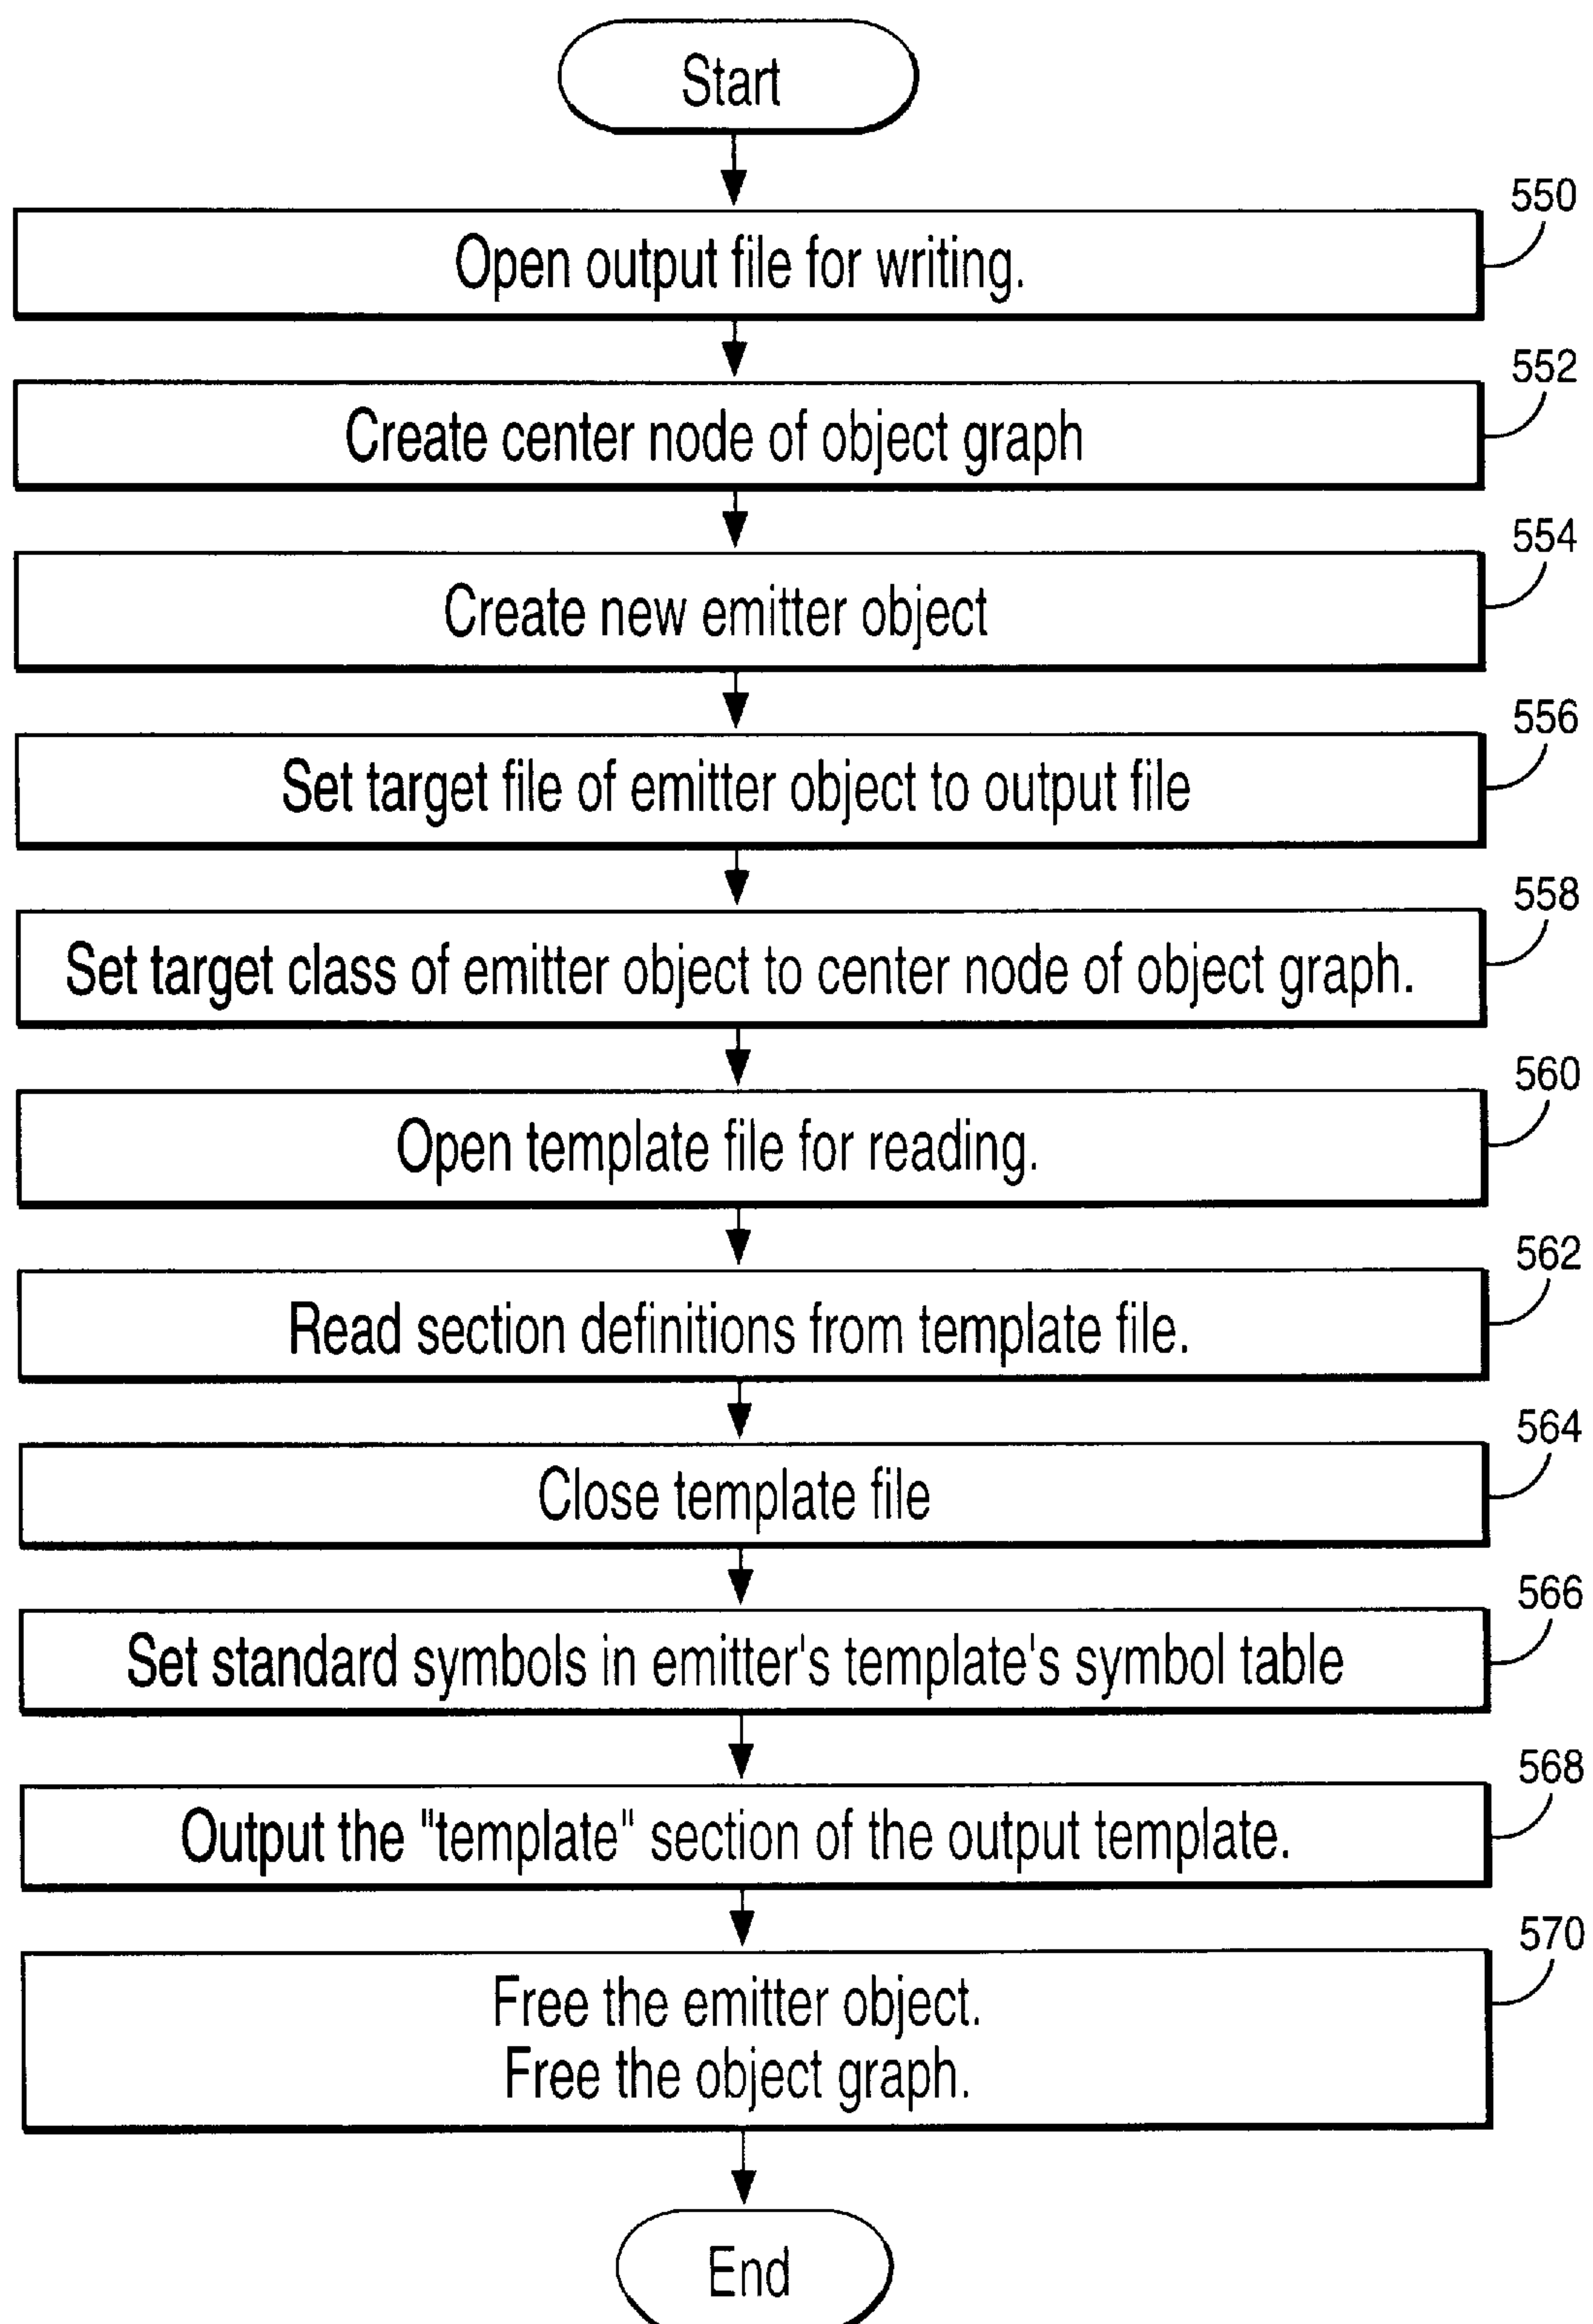 Start
550
Open output file for writing.
552
Create center node of object graph
554
Create new emitter object
556
Set target file of emitter object to output file
558
Set target class of emitter object to center node of object graph.
560
Open template file for reading.
562
Read section definitions from template file.
564
Close template file
566
Set standard symbols in emitter's template's symbol table
568
Output the "template" section of the output template.
570
Free the emitter object.
Free the object graph.
End